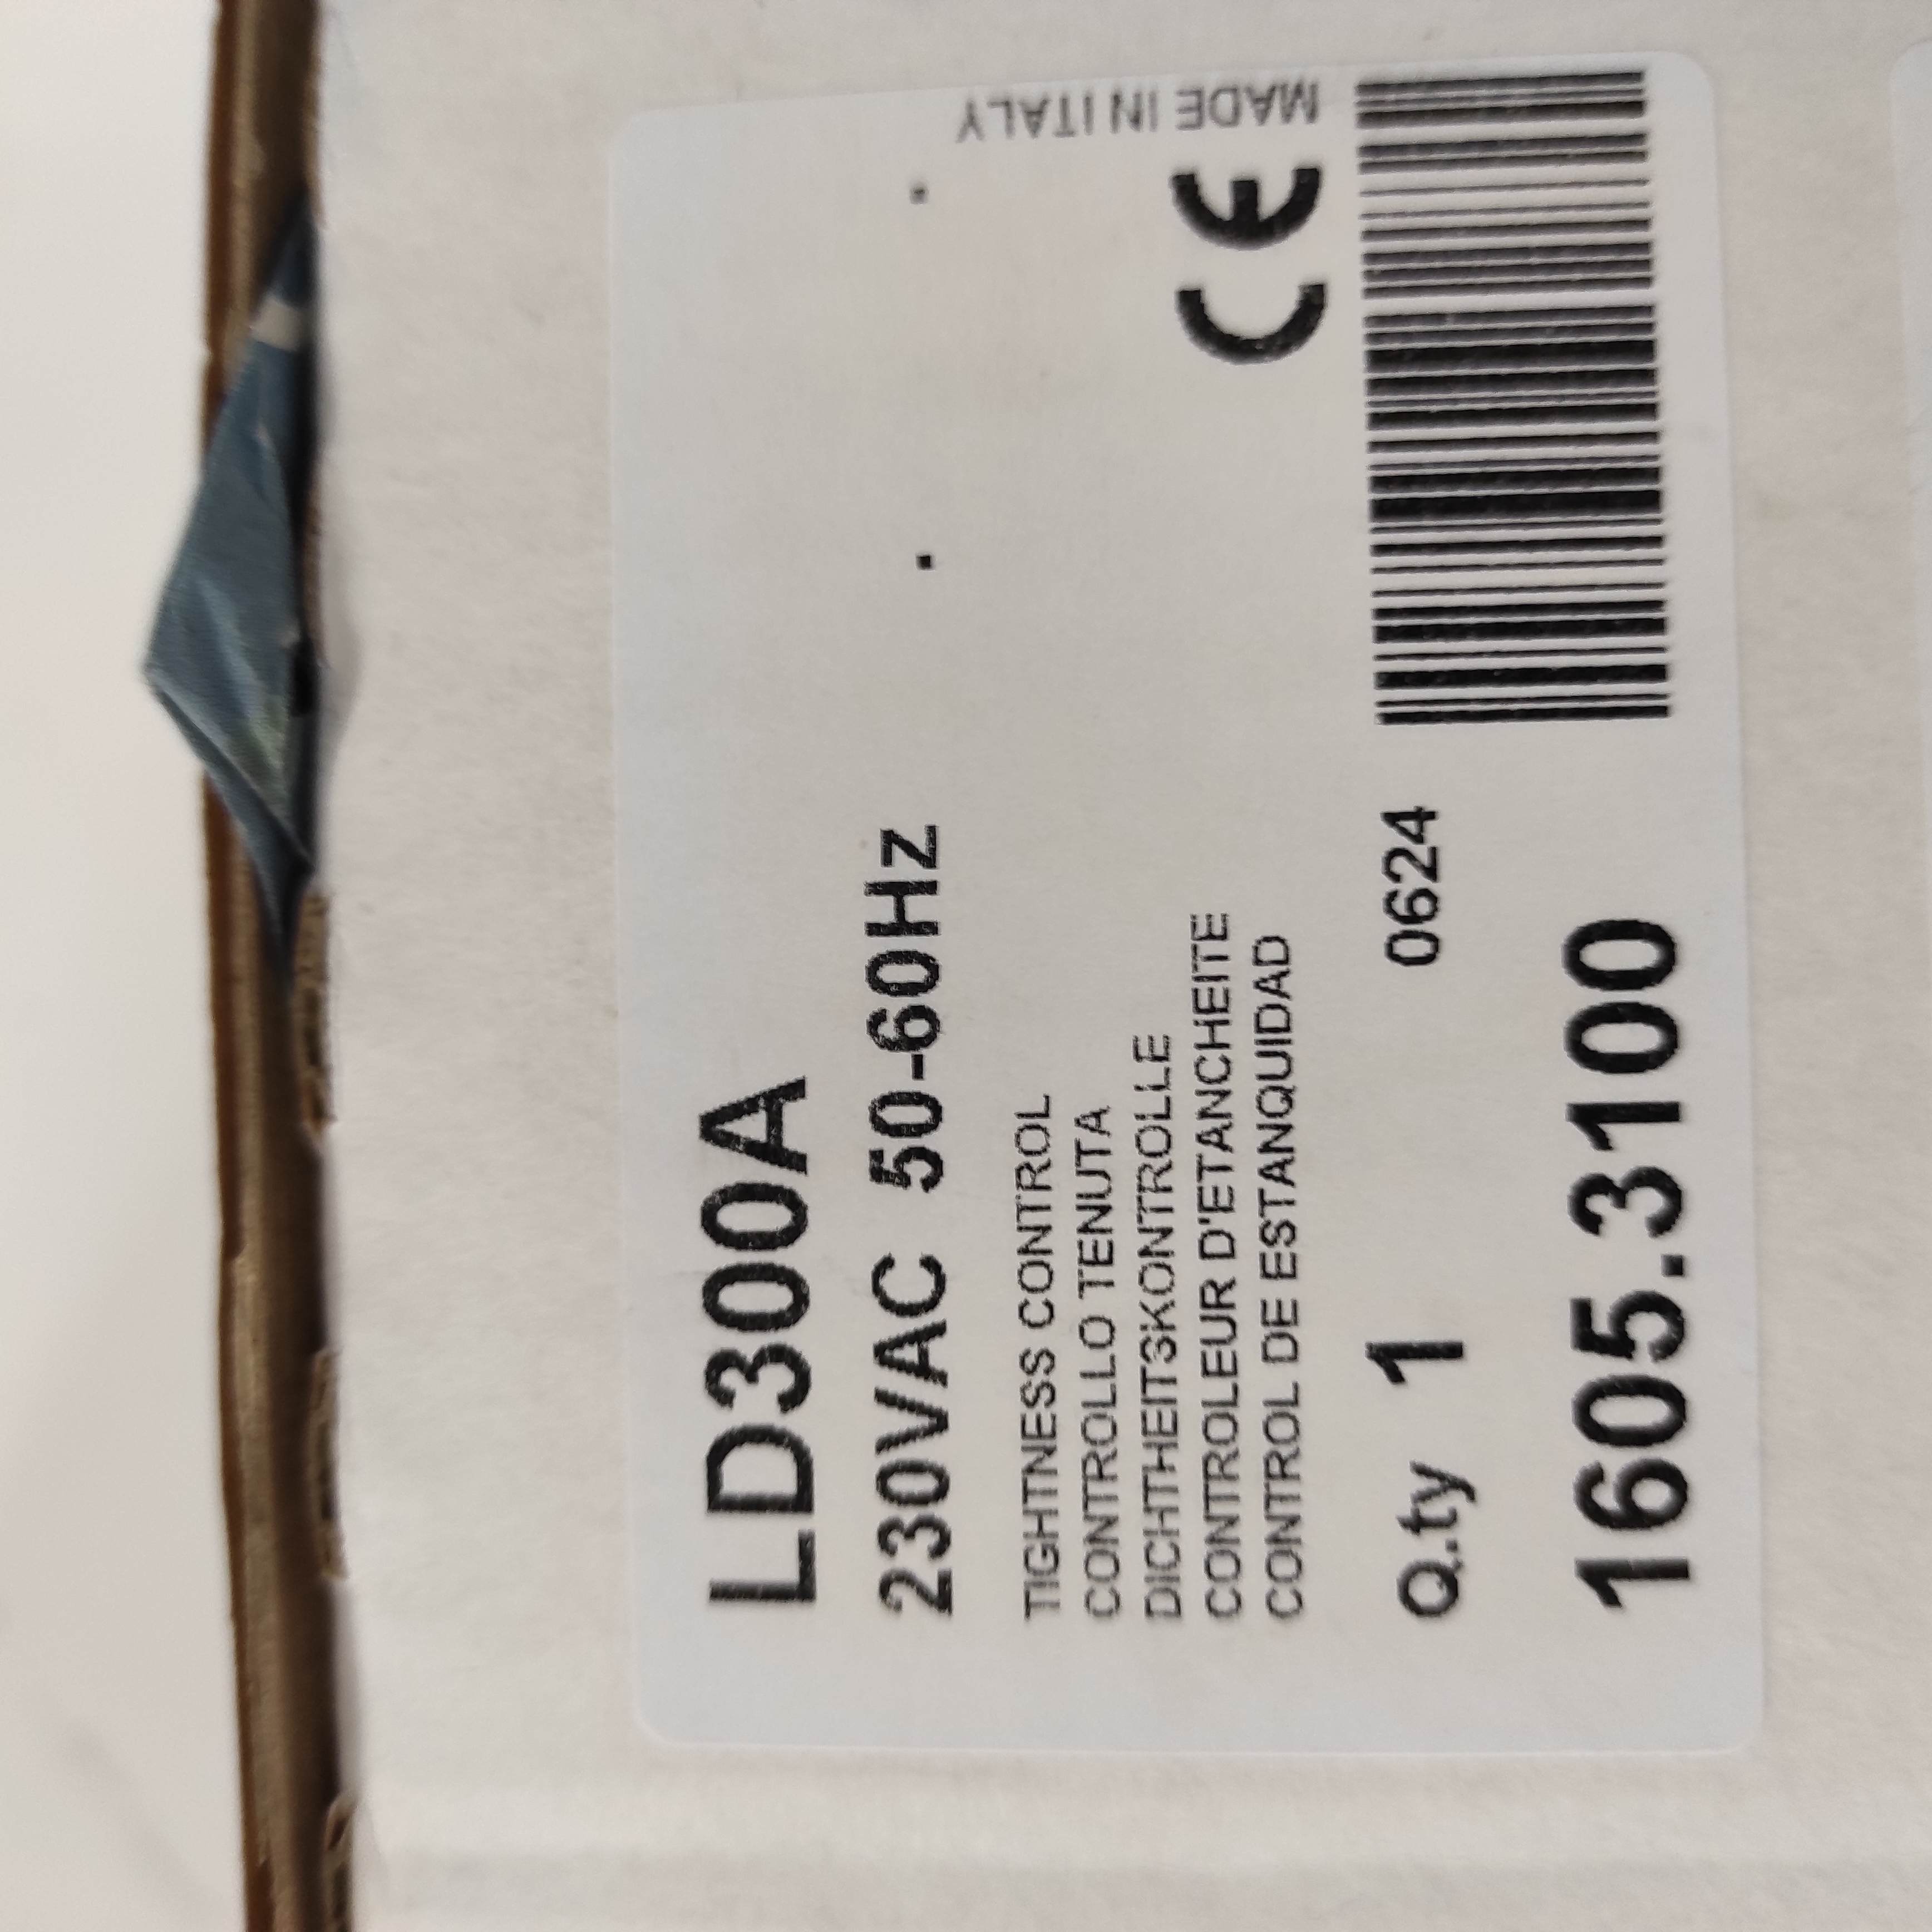 LD300A
230VAC 50-60Hz
TIGHTNESS CONTROL
CONTROLLO TENUTA
DICHTHEITSKONTROLLE
CONTROLEUR D'ETANCHEITE
CONTROL DE ESTANQUIDAD
CE
MADE IN ITALY
Q.ty 1 0624
1605.3100